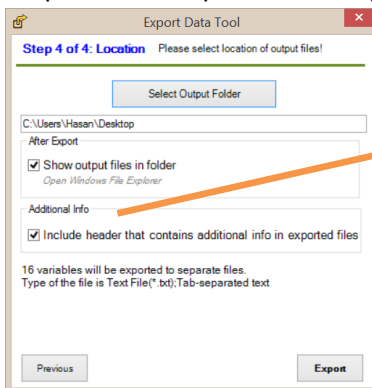 Export Data Tool
Step 4 of 4: Location Please select location of output files!
Select Output Folder
C:\Users\Hasan\Desktop
After Export
Show output files in folder
Open Windows File Explorer
Additional Info
Include header that contains additional info in exported files
16 variables will be exported to separate files.
Type of the file is Text File(*.txt);Tab-separated text
Previous Export